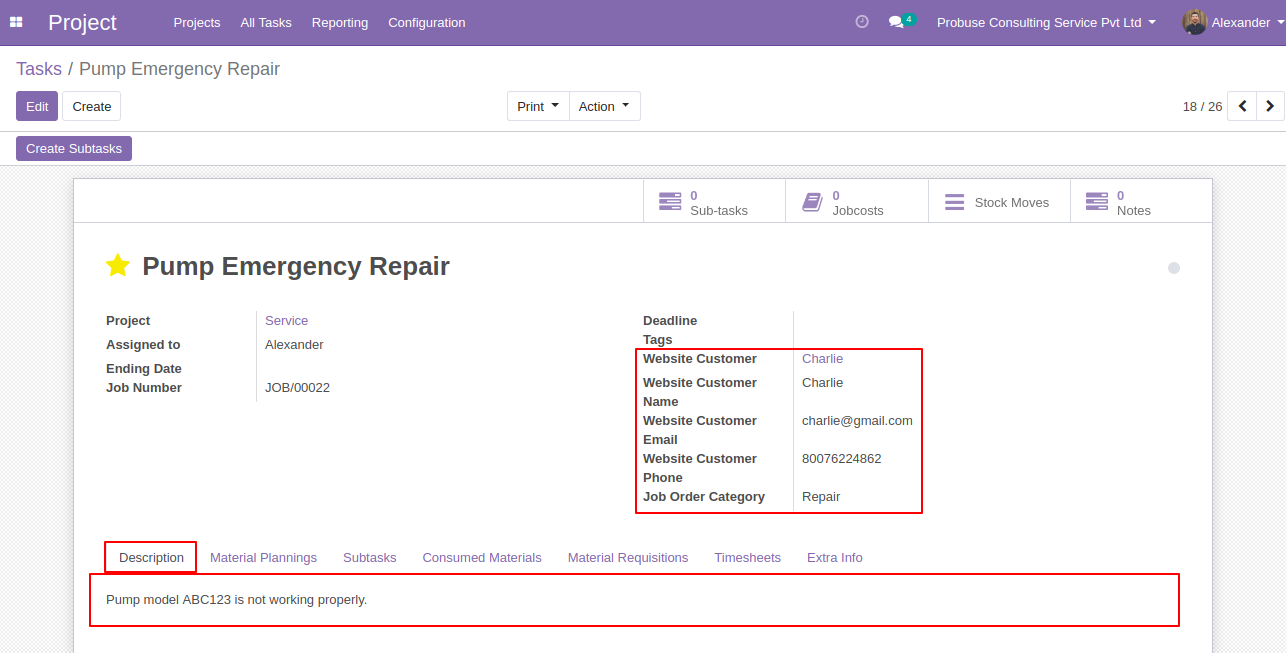 Project Projects All Tasks Reporting Configuration 4 Probuse Consulting Service Pvt Ltd Alexander
Tasks / Pump Emergency Repair
Edit Create Print Action 18 / 26
Create Subtasks
0 Sub-tasks
0 Jobcosts
Stock Moves
0 Notes
Pump Emergency Repair
Project Service
Assigned to Alexander
Ending Date
Job Number JOB/00022
Deadline
Tags
Website Customer Charlie
Website Customer Name Charlie
Website Customer Email charlie@gmail.com
Website Customer Phone 80076224862
Job Order Category Repair
Description Material Plannings Subtasks Consumed Materials Material Requisitions Timesheets Extra Info
Pump model ABC123 is not working properly.